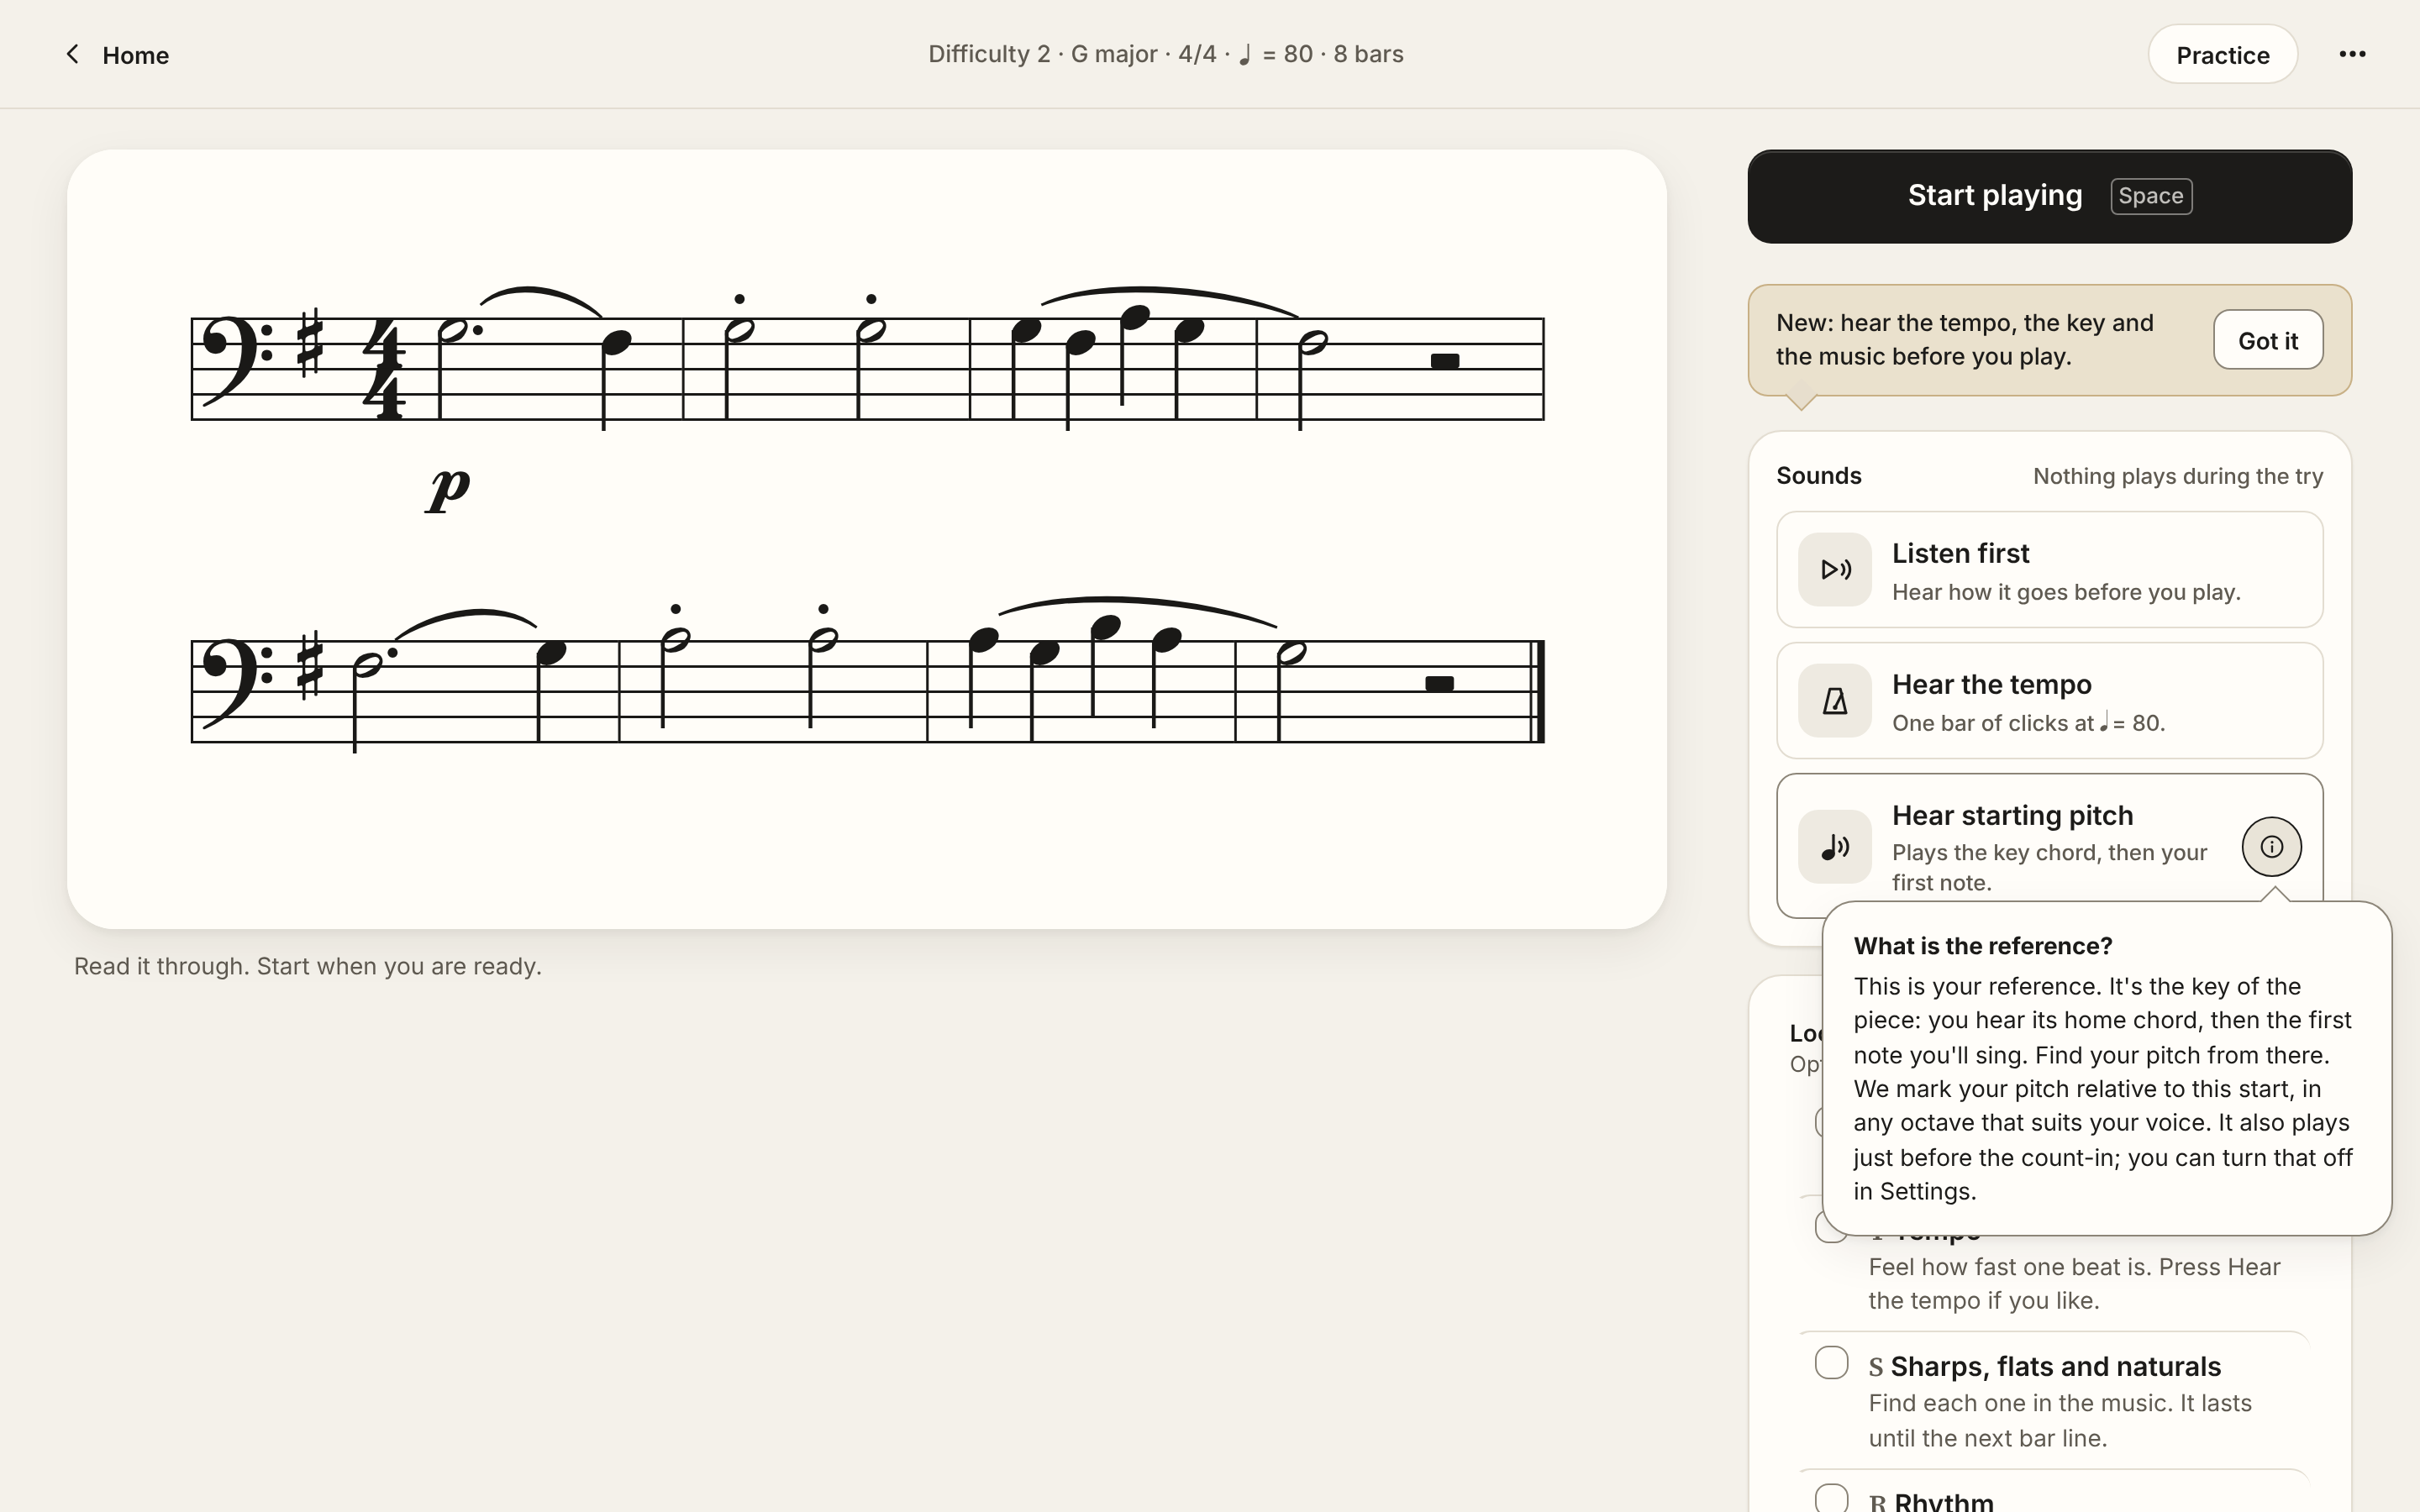 Home
Difficulty 2 · G major · 4/4 · ♩ = 80 · 8 bars
Practice
Start playing Space
New: hear the tempo, the key and
the music before you play.
Got it
Sounds
Nothing plays during the try
Listen first
Hear how it goes before you play.
Hear the tempo
One bar of clicks at ♩= 80.
Hear starting pitch
Plays the key chord, then your
first note.
p
Read it through. Start when you are ready.
What is the reference?
This is your reference. It's the key of the
piece: you hear its home chord, then the first
note you'll sing. Find your pitch from there.
We mark your pitch relative to this start, in
any octave that suits your voice. It also plays
just before the count-in; you can turn that off
in Settings.
Feel how fast one beat is. Press Hear
the tempo if you like.
S Sharps, flats and naturals
Find each one in the music. It lasts
until the next bar line.
R Rhythm